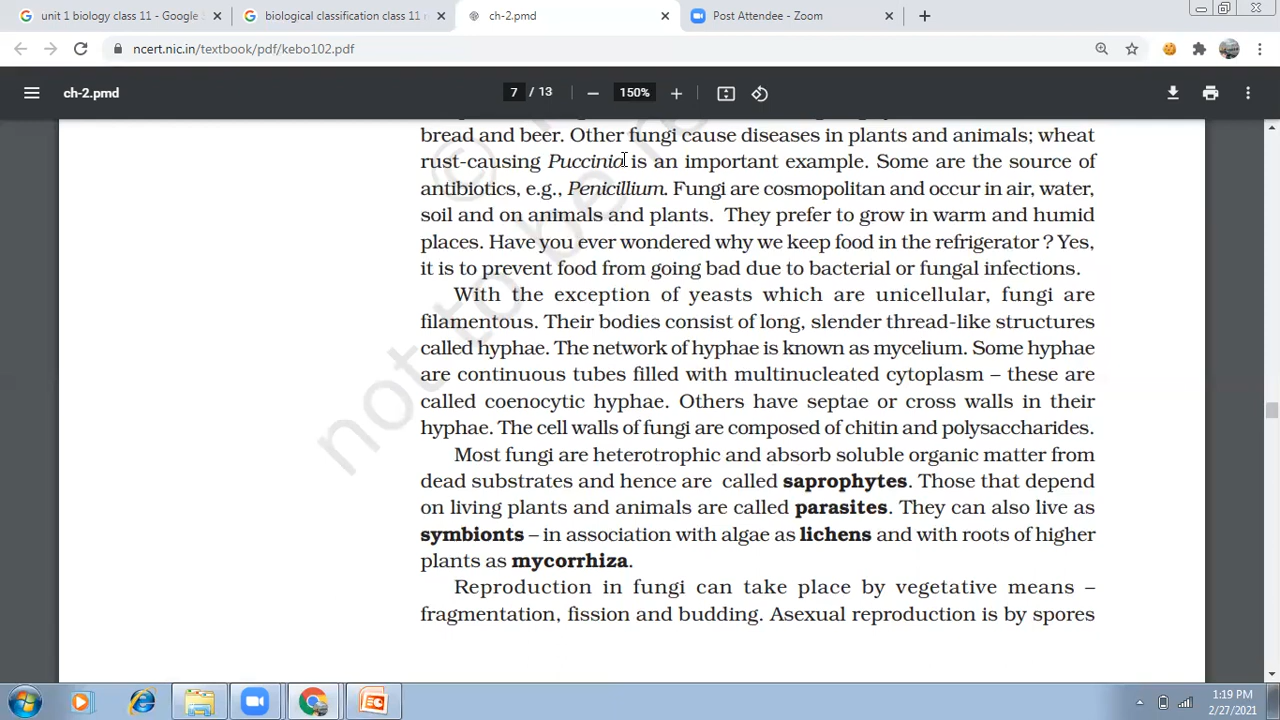 unit 1 biology class 11 - Google
biological classification class 11 n
ch-2.pmd
Post Attendee - Zoom
ncert.nic.in/textbook/pdf/kebo102.pdf
ch-2.pmd
7 / 13
150%
bread and beer. Other fungi cause diseases in plants and animals; wheat
rust-causing Puccinia is an important example. Some are the source of
antibiotics, e.g., Penicillium. Fungi are cosmopolitan and occur in air, water,
soil and on animals and plants. They prefer to grow in warm and humid
places. Have you ever wondered why we keep food in the refrigerator ? Yes,
it is to prevent food from going bad due to bacterial or fungal infections.
With the exception of yeasts which are unicellular, fungi are
filamentous. Their bodies consist of long, slender thread-like structures
called hyphae. The network of hyphae is known as mycelium. Some hyphae
are continuous tubes filled with multinucleated cytoplasm – these are
called coenocytic hyphae. Others have septae or cross walls in their
hyphae. The cell walls of fungi are composed of chitin and polysaccharides.
Most fungi are heterotrophic and absorb soluble organic matter from
dead substrates and hence are called saprophytes. Those that depend
on living plants and animals are called parasites. They can also live as
symbionts – in association with algae as lichens and with roots of higher
plants as mycorrhiza.
Reproduction in fungi can take place by vegetative means –
fragmentation, fission and budding. Asexual reproduction is by spores
© 
not to be re
1:19 PM
2/27/2021